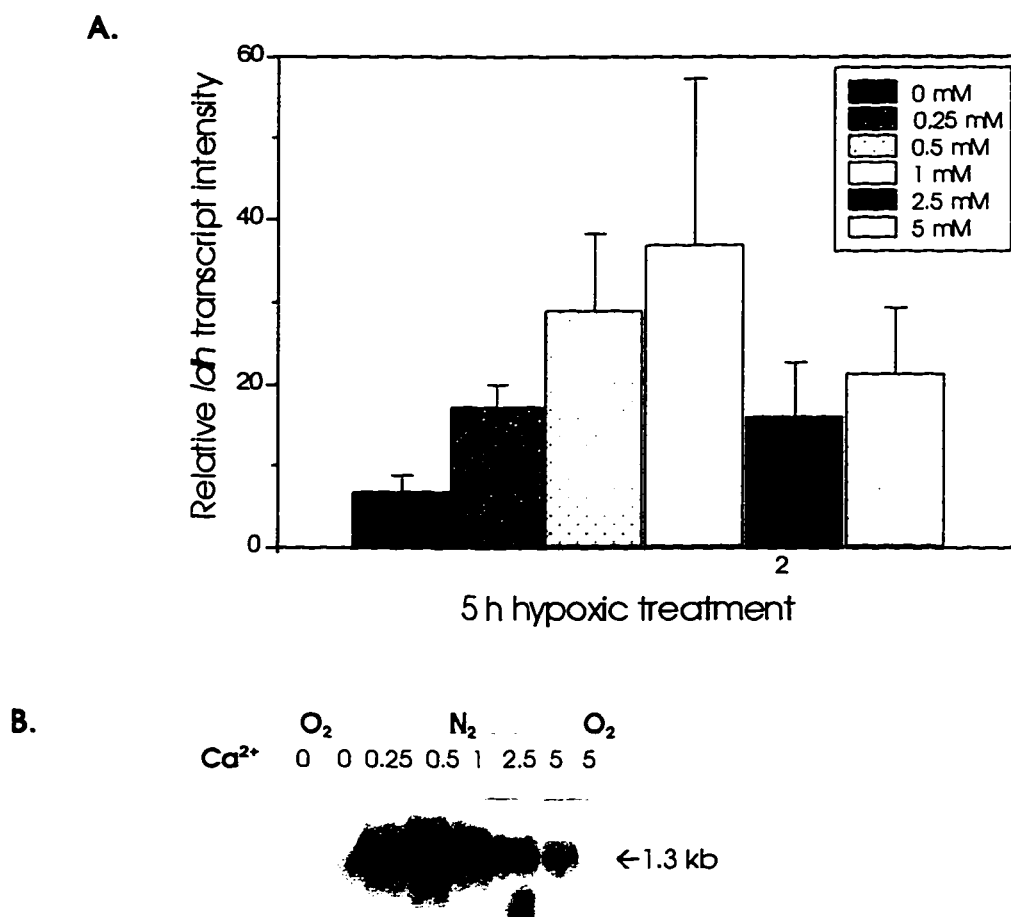 A.
60
40
20
0
Relative ldh transcript intensity
0 mM
0.25 mM
0.5 mM
1 mM
2.5 mM
5 mM
2
5 h hypoxic treatment
B.
O₂ N₂ O₂
Ca²⁺ 0 0 0.25 0.5 1 2.5 5 5
←1.3 kb